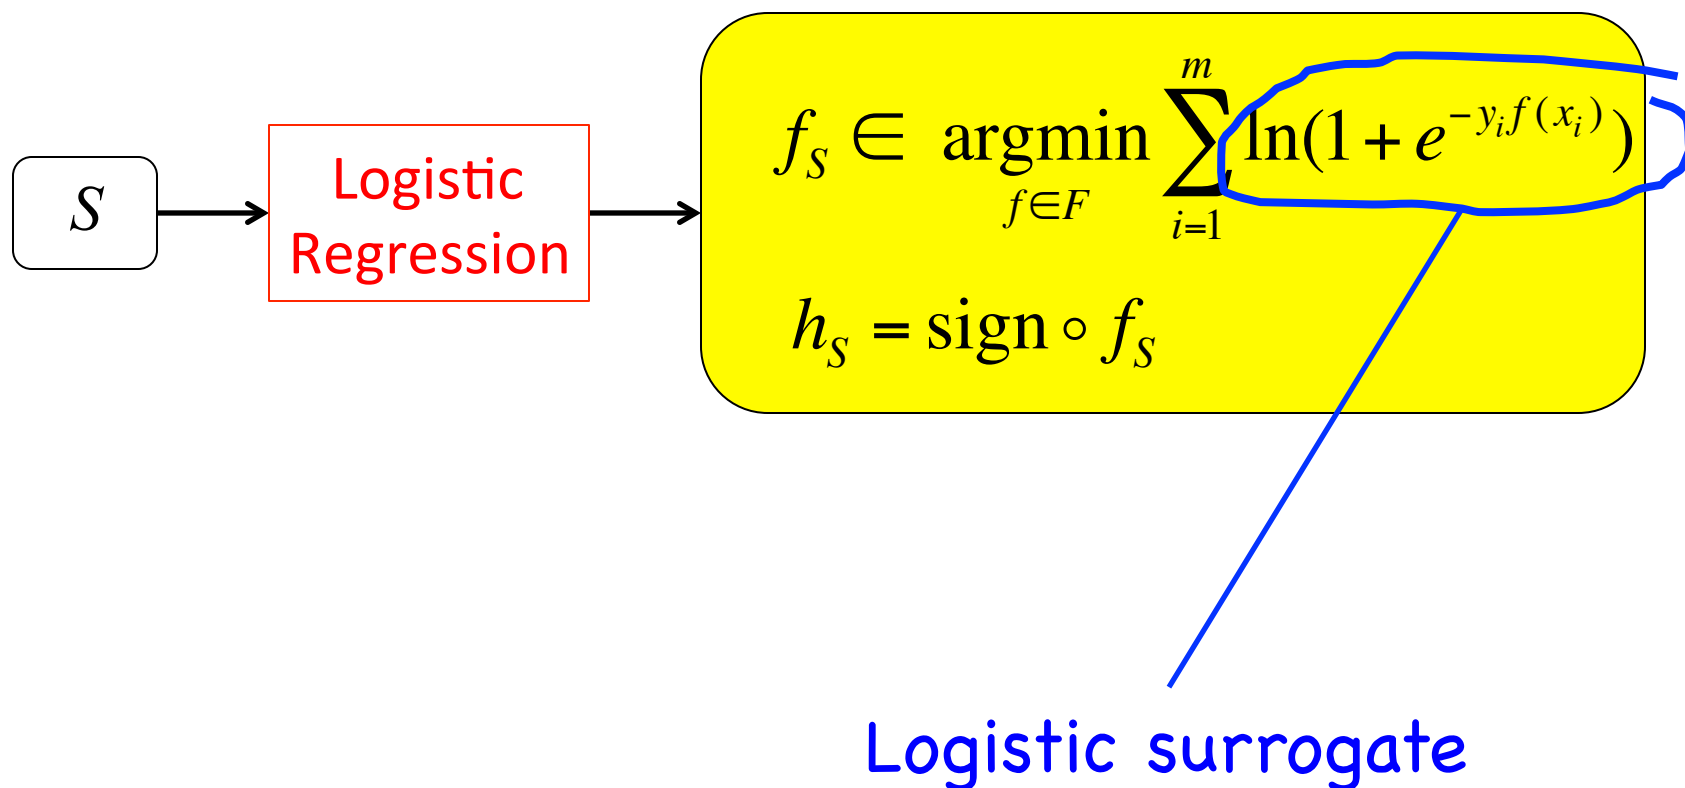 S
Logistic
Regression
f_S ∈ argmin_{f∈F} ∑_{i=1}^{m} ln(1 + e^{-y_i f(x_i)})
h_S = sign ∘ f_S
Logistic surrogate